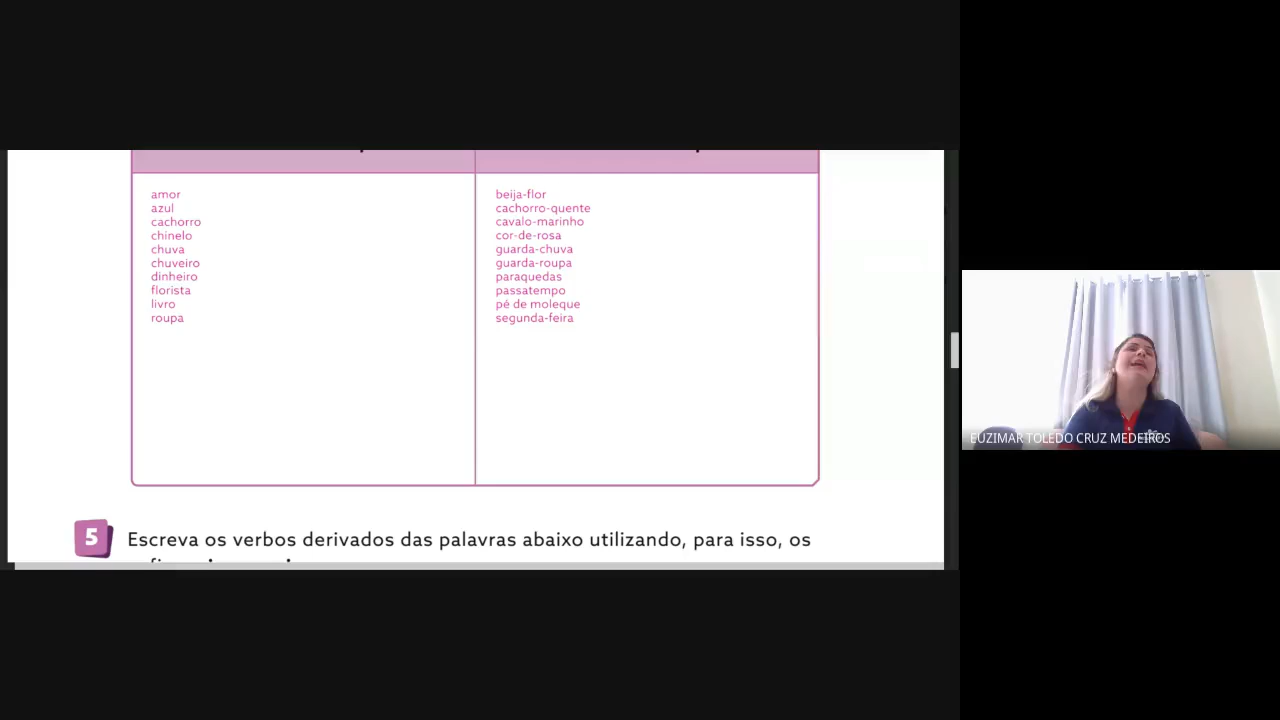 amor
azul
cachorro
chinelo
chuva
chuveiro
dinheiro
florista
livro
roupa
beija-flor
cachorro-quente
cavalo-marinho
cor-de-rosa
guarda-chuva
guarda-roupa
paraquedas
passatempo
pé de moleque
segunda-feira
5 Escreva os verbos derivados das palavras abaixo utilizando, para isso, os
EUZIMAR TOLEDO CRUZ MEDEIROS